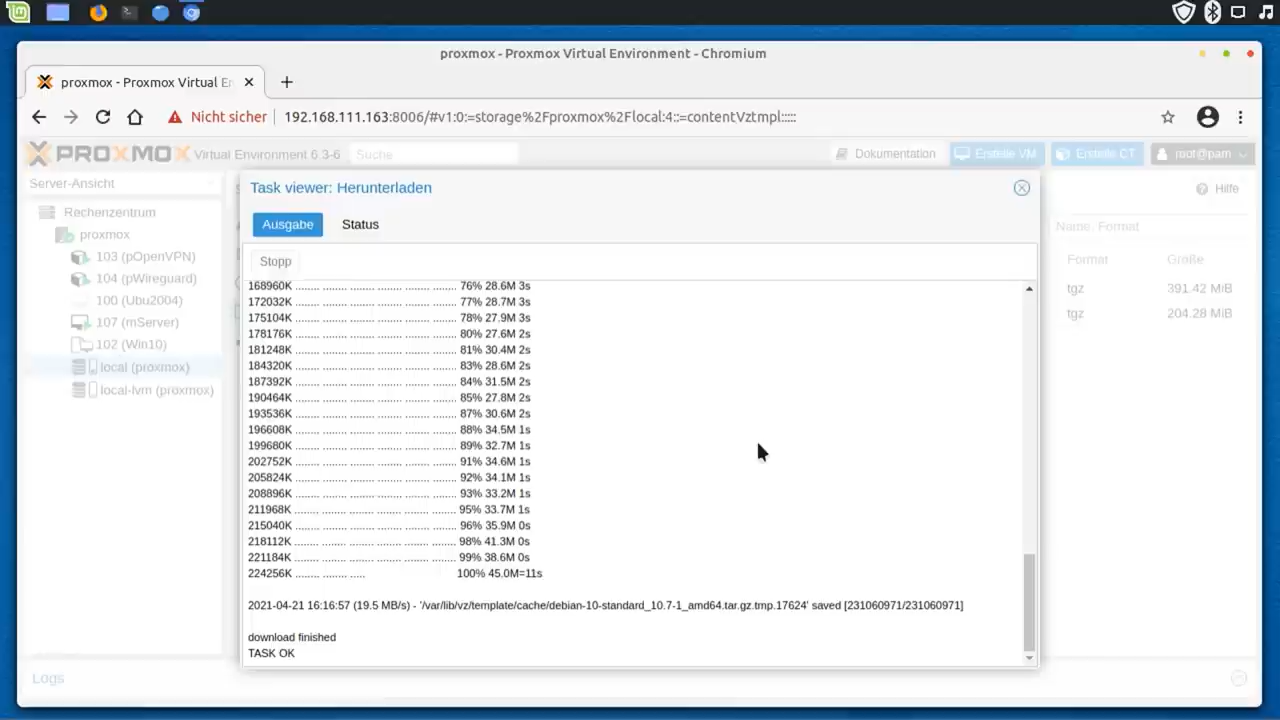 proxmox - Proxmox Virtual Environment - Chromium
proxmox - Proxmox Virtual Er
Nicht sicher
192.168.111.163:8006/#v1:0:=storage%2Fproxmox%2Flocal:4::=contentVztmpl:::::
PROXMOX Virtual Environment 6.3-6 Suche Dokumentation Erstelle VM Erstelle CT root@pam
Server-Ansicht
Task viewer: Herunterladen
Hilfe
Rechenzentrum
Ausgabe Status
Name, Format
proxmox
103 (pOpenVPN)
Stopp
Format Größe
104 (pWireguard)
168960K ........ ........ ........ ........ ........ ........ 76% 28.6M 3s
tgz 391.42 MiB
100 (Ubu2004)
172032K ........ ........ ........ ........ ........ ........ 77% 28.7M 3s
175104K ........ ........ ........ ........ ........ ........ 78% 27.9M 3s
tgz 204.28 MiB
107 (mServer)
178176K ........ ........ ........ ........ ........ ........ 80% 27.6M 2s
102 (Win10)
181248K ........ ........ ........ ........ ........ ........ 81% 30.4M 2s
local (proxmox)
184320K ........ ........ ........ ........ ........ ........ 83% 28.6M 2s
187392K ........ ........ ........ ........ ........ ........ 84% 31.5M 2s
local-lvm (proxmox)
190464K ........ ........ ........ ........ ........ ........ 85% 27.8M 2s
193536K ........ ........ ........ ........ ........ ........ 87% 30.6M 2s
196608K ........ ........ ........ ........ ........ ........ 88% 34.5M 1s
199680K ........ ........ ........ ........ ........ ........ 89% 32.7M 1s
202752K ........ ........ ........ ........ ........ ........ 91% 34.6M 1s
205824K ........ ........ ........ ........ ........ ........ 92% 34.1M 1s
208896K ........ ........ ........ ........ ........ ........ 93% 33.2M 1s
211968K ........ ........ ........ ........ ........ ........ 95% 33.7M 1s
215040K ........ ........ ........ ........ ........ ........ 96% 35.9M 0s
218112K ........ ........ ........ ........ ........ ........ 98% 41.3M 0s
221184K ........ ........ ........ ........ ........ ........ 99% 38.6M 0s
224256K ........ ........ ..... 100% 45.0M=11s
2021-04-21 16:16:57 (19.5 MB/s) - '/var/lib/vz/template/cache/debian-10-standard_10.7-1_amd64.tar.gz.tmp.17624' saved [231060971/231060971]
download finished
TASK OK
Logs